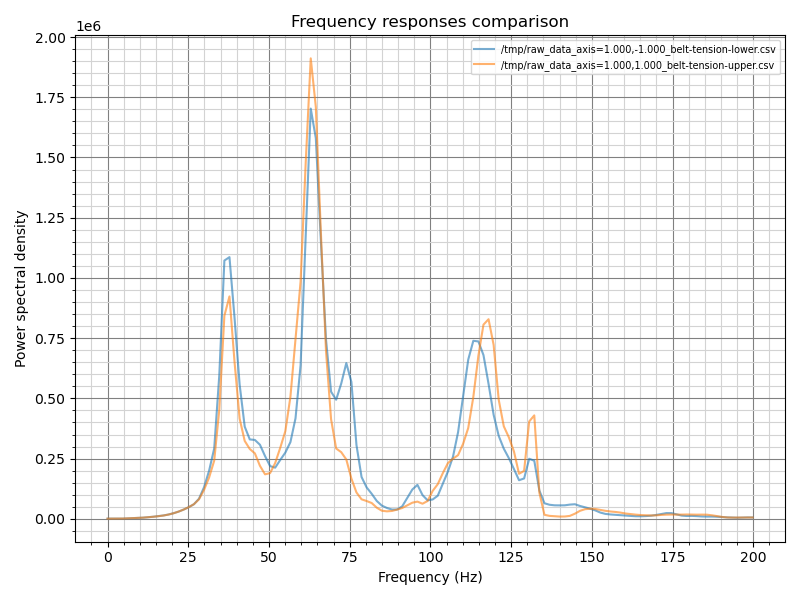 Frequency responses comparison
1e6
/tmp/raw_data_axis=1.000,-1.000_belt-tension-lower.csv
/tmp/raw_data_axis=1.000,1.000_belt-tension-upper.csv
2.00
1.75
1.50
1.25
1.00
0.75
0.50
0.25
0.00
Power spectral density
0 25 50 75 100 125 150 175 200
Frequency (Hz)